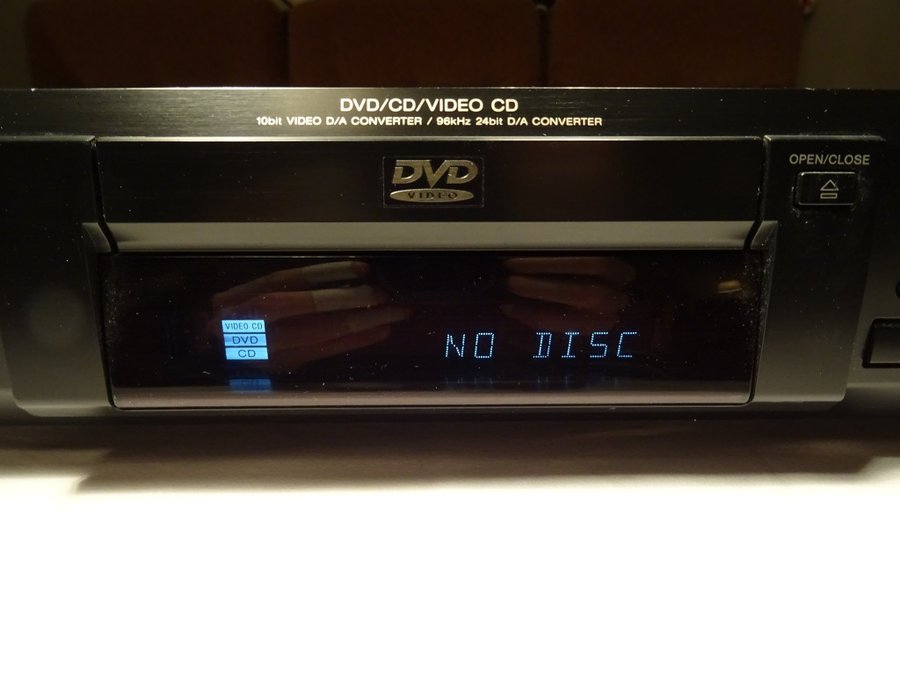 DVD/CD/VIDEO CD
10bit VIDEO D/A CONVERTER / 96kHz 24bit D/A CONVERTER
DVD
VIDEO
OPEN/CLOSE
VIDEO CD
DVD
CD
NO DISC